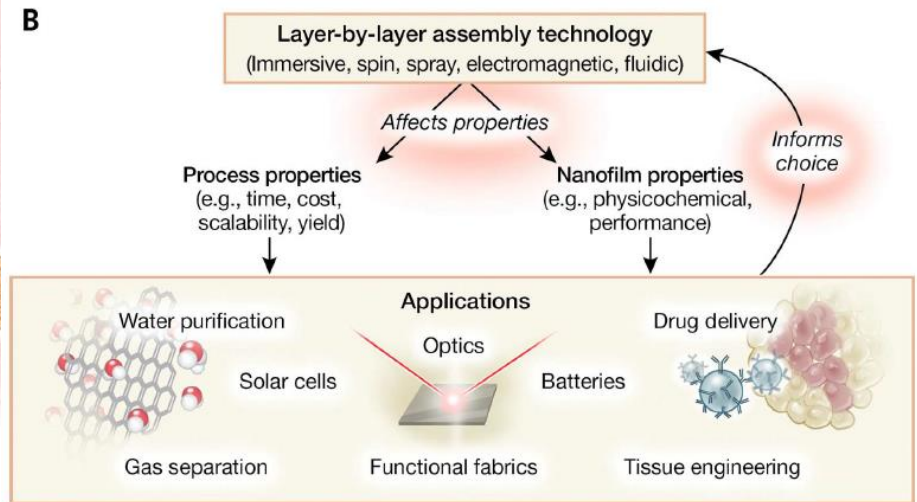 B
Layer-by-layer assembly technology
(Immersive, spin, spray, electromagnetic, fluidic)
Affects properties
Informs
choice
Process properties
(e.g., time, cost,
scalability, yield)
Nanofilm properties
(e.g., physicochemical,
performance)
Applications
Water purification
Optics
Drug delivery
Solar cells
Batteries
Gas separation
Functional fabrics
Tissue engineering